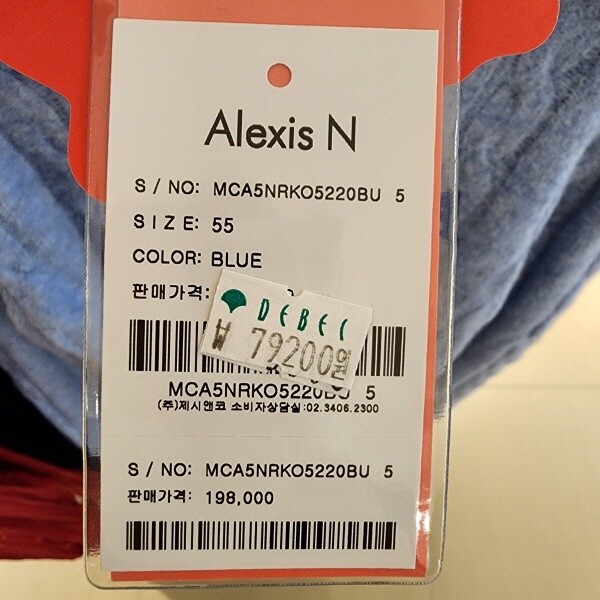 Alexis N
S / NO: MCA5NRKO5220BU 5
SIZE: 55
COLOR: BLUE
판매가격:
DEBEC
₩ 79200원
MCA5NRKO5220BU 5
(주)제시앤코 소비자상담실:02.3406.2300
S / NO: MCA5NRKO5220BU 5
판매가격: 198,000